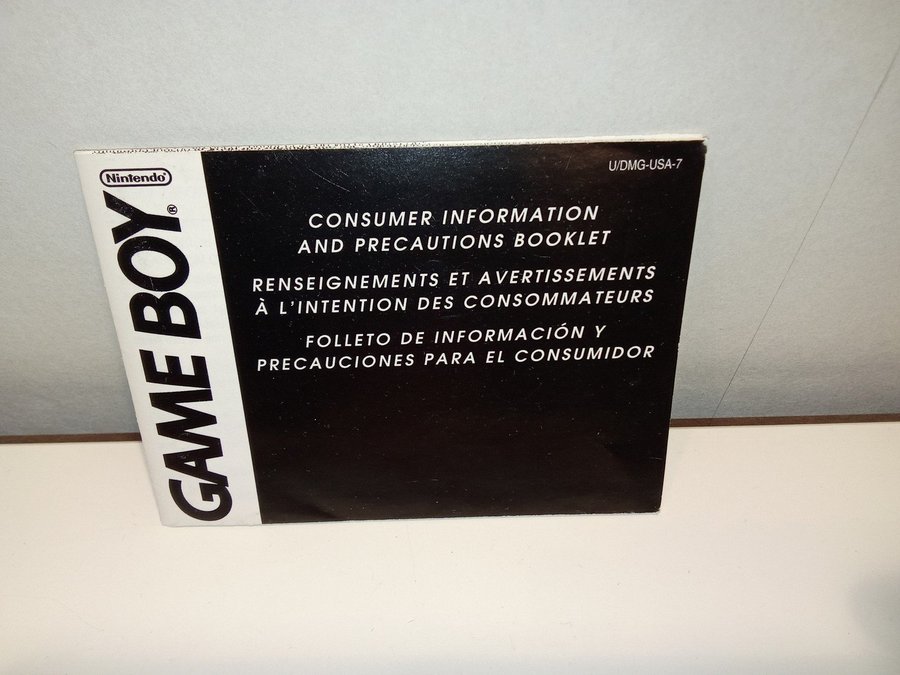 Nintendo®
GAME BOY®
U/DMG-USA-7
CONSUMER INFORMATION
AND PRECAUTIONS BOOKLET
RENSEIGNEMENTS ET AVERTISSEMENTS
À L'INTENTION DES CONSOMMATEURS
FOLLETO DE INFORMACIÓN Y
PRECAUCIONES PARA EL CONSUMIDOR